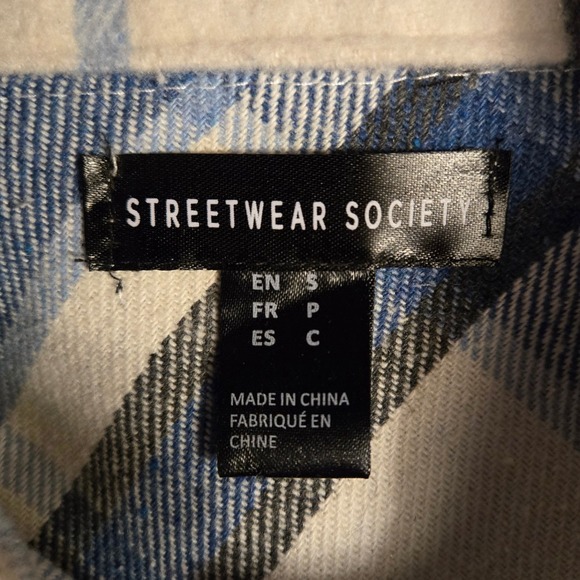 STREETWEAR SOCIETY
EN S
FR P
ES C
MADE IN CHINA
FABRIQUÉ EN
CHINE